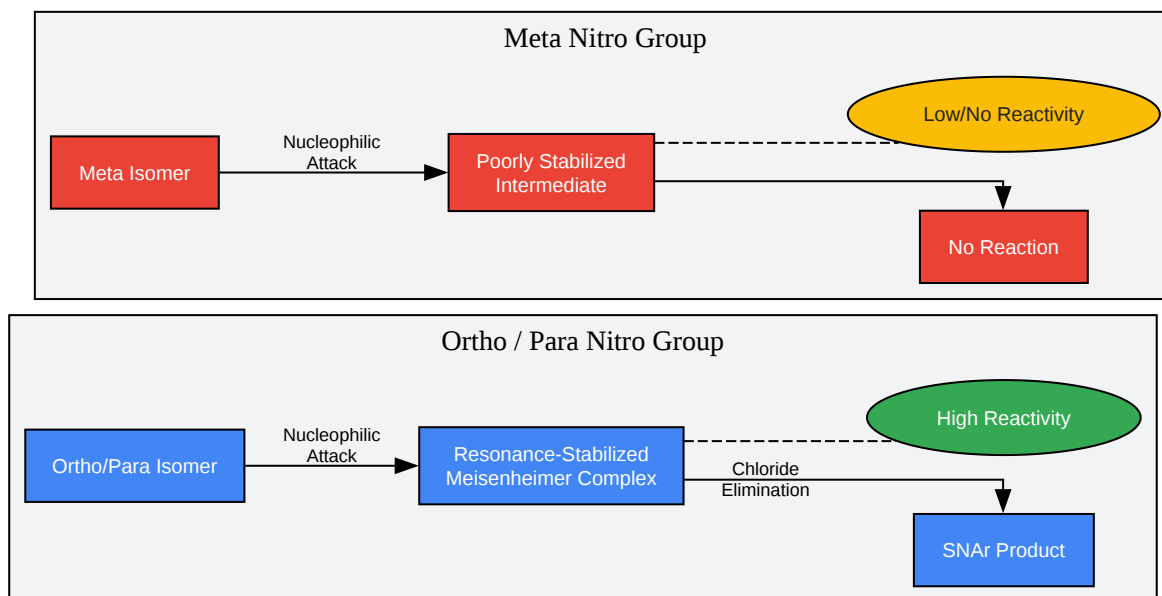 Meta Nitro Group
Low/No Reactivity
Nucleophilic
Attack
Meta Isomer
Poorly Stabilized
Intermediate
No Reaction
Ortho / Para Nitro Group
High Reactivity
Nucleophilic
Attack
Ortho/Para Isomer
Resonance-Stabilized
Meisenheimer Complex
Chloride
Elimination
SNAr Product